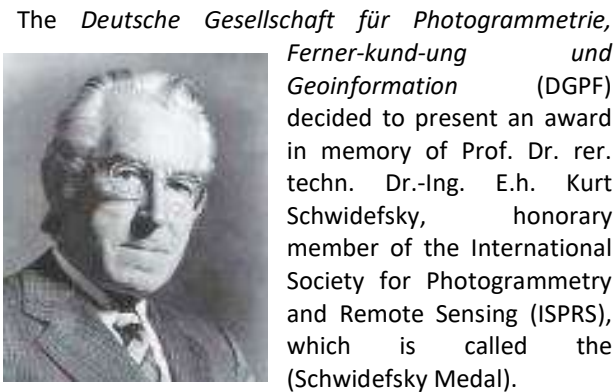 The Deutsche Gesellschaft für Photogrammetrie,
Ferner-kund-ung und
Geoinformation (DGPF)
decided to present an award
in memory of Prof. Dr. rer.
techn. Dr.-Ing. E.h. Kurt
Schwidefsky, honorary
member of the International
Society for Photogrammetry
and Remote Sensing (ISPRS),
which is called the
(Schwidefsky Medal).